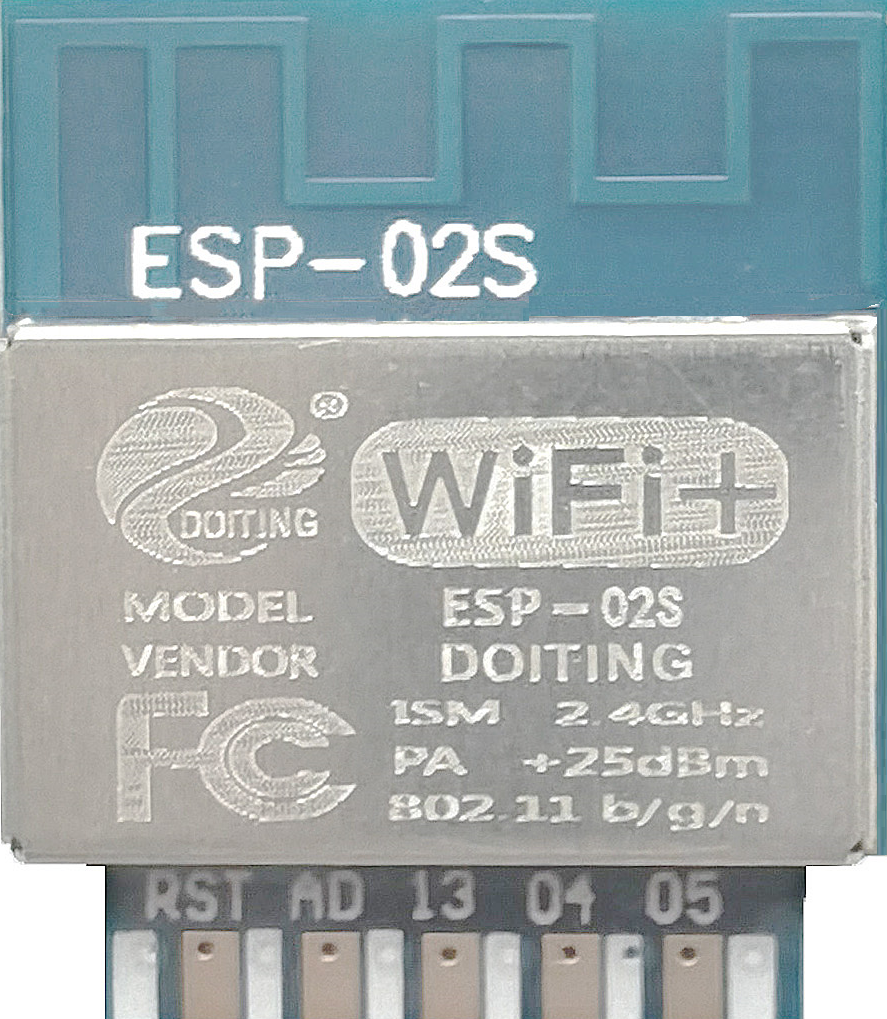 ESP-02S
®
DOITING
WiFi+
MODEL ESP-02S
VENDOR DOITING
FC
ISM 2.4GHz
PA +25dBm
802.11 b/g/n
RST AD 13 04 05